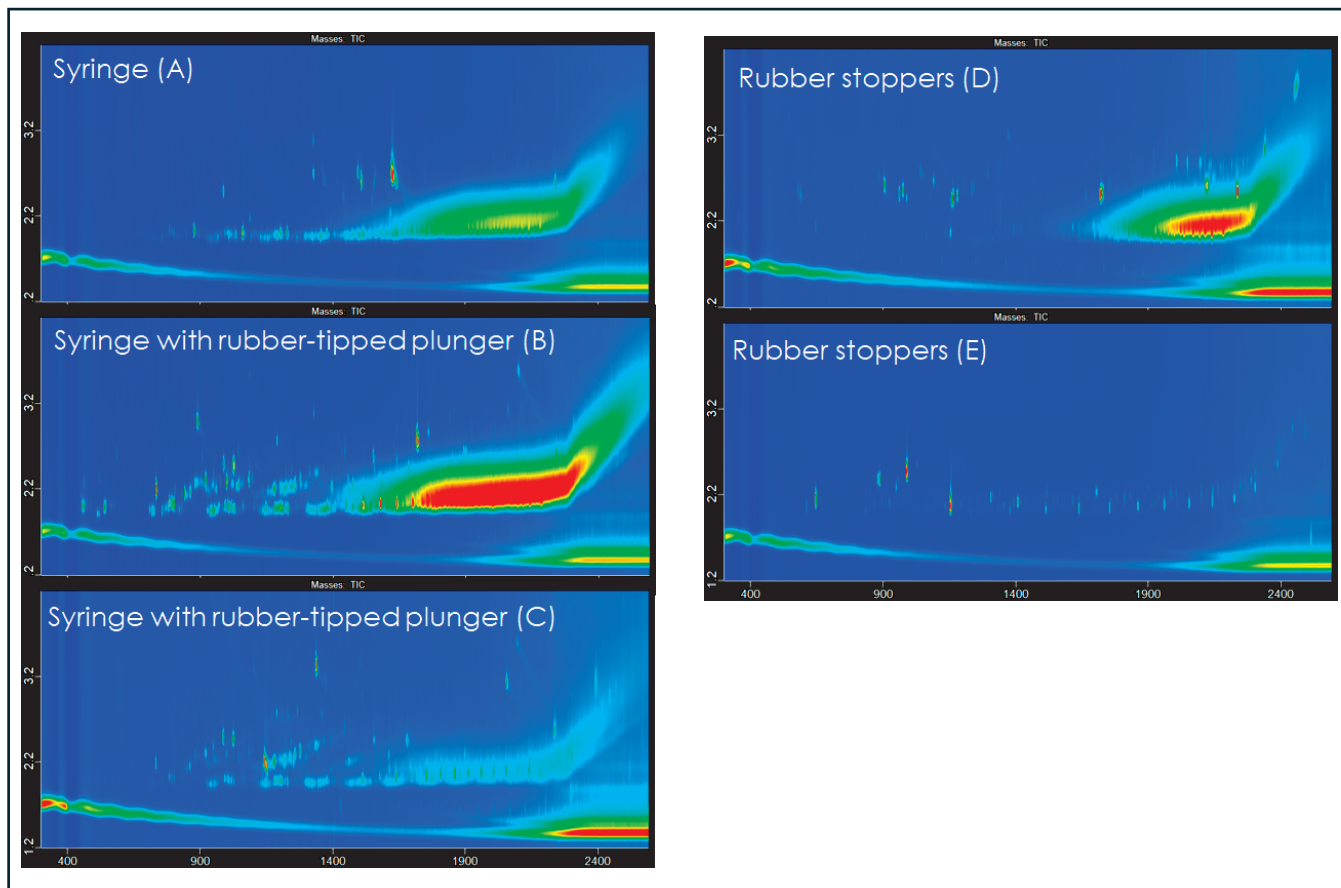 Masses: TIC
Syringe (A)
3.2
2.2
.2
Masses: TIC
Syringe with rubber-tipped plunger (B)
3.2
2.2
.2
Masses: TIC
Syringe with rubber-tipped plunger (C)
3.2
2.2
1.2
400 900 1400 1900 2400
Masses: TIC
Rubber stoppers (D)
3.2
2.2
.2
Masses: TIC
Rubber stoppers (E)
3.2
2.2
1.2
400 900 1400 1900 2400